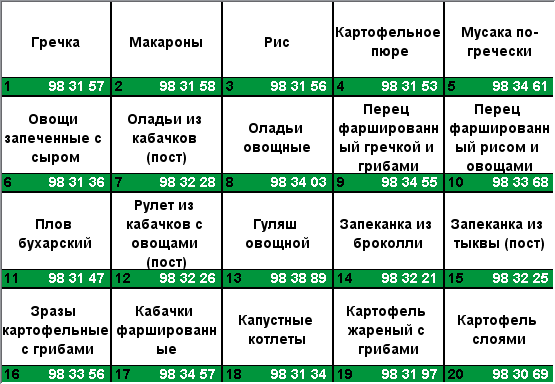 Гречка
1 98 31 57
Макароны
2 98 31 58
Рис
3 98 31 56
Картофельное
пюре
4 98 31 53
Мусака по-
гречески
5 98 34 61
Овощи
запеченные с
сыром
6 98 31 36
Оладьи из
кабачков
(пост)
7 98 32 28
Оладьи
овощные
8 98 34 03
Перец
фаршированн
ый гречкой и
грибами
9 98 34 55
Перец
фаршированн
ый рисом и
овощами
10 98 33 68
Плов
бухарский
11 98 31 47
Рулет из
кабачков с
овощами
(пост)
12 98 32 26
Гуляш
овощной
13 98 38 89
Запеканка из
броколли
14 98 32 21
Запеканка из
тыквы (пост)
15 98 32 25
Зразы
картофельные
с грибами
16 98 33 56
Кабачки
фаршированн
ые
17 98 34 57
Капустные
котлеты
18 98 31 34
Картофель
жареный с
грибами
19 98 31 97
Картофель
слоями
20 98 30 69